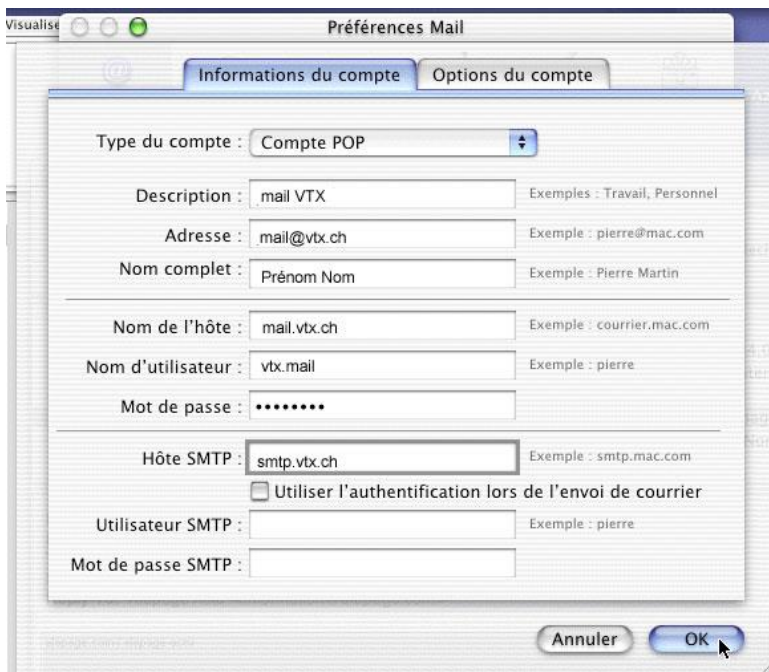 Visualise
Préférences Mail
Informations du compte Options du compte
Type du compte : Compte POP
Description : mail VTX Exemples : Travail, Personnel
Adresse : mail@vtx.ch Exemple : pierre@mac.com
Nom complet : Prénom Nom Exemple : Pierre Martin
Nom de l'hôte : mail.vtx.ch Exemple : courrier.mac.com
Nom d'utilisateur : vtx.mail Exemple : pierre
Mot de passe : ••••••••
Hôte SMTP : smtp.vtx.ch Exemple : smtp.mac.com
Utiliser l'authentification lors de l'envoi de courrier
Utilisateur SMTP : Exemple : pierre
Mot de passe SMTP :
Annuler OK